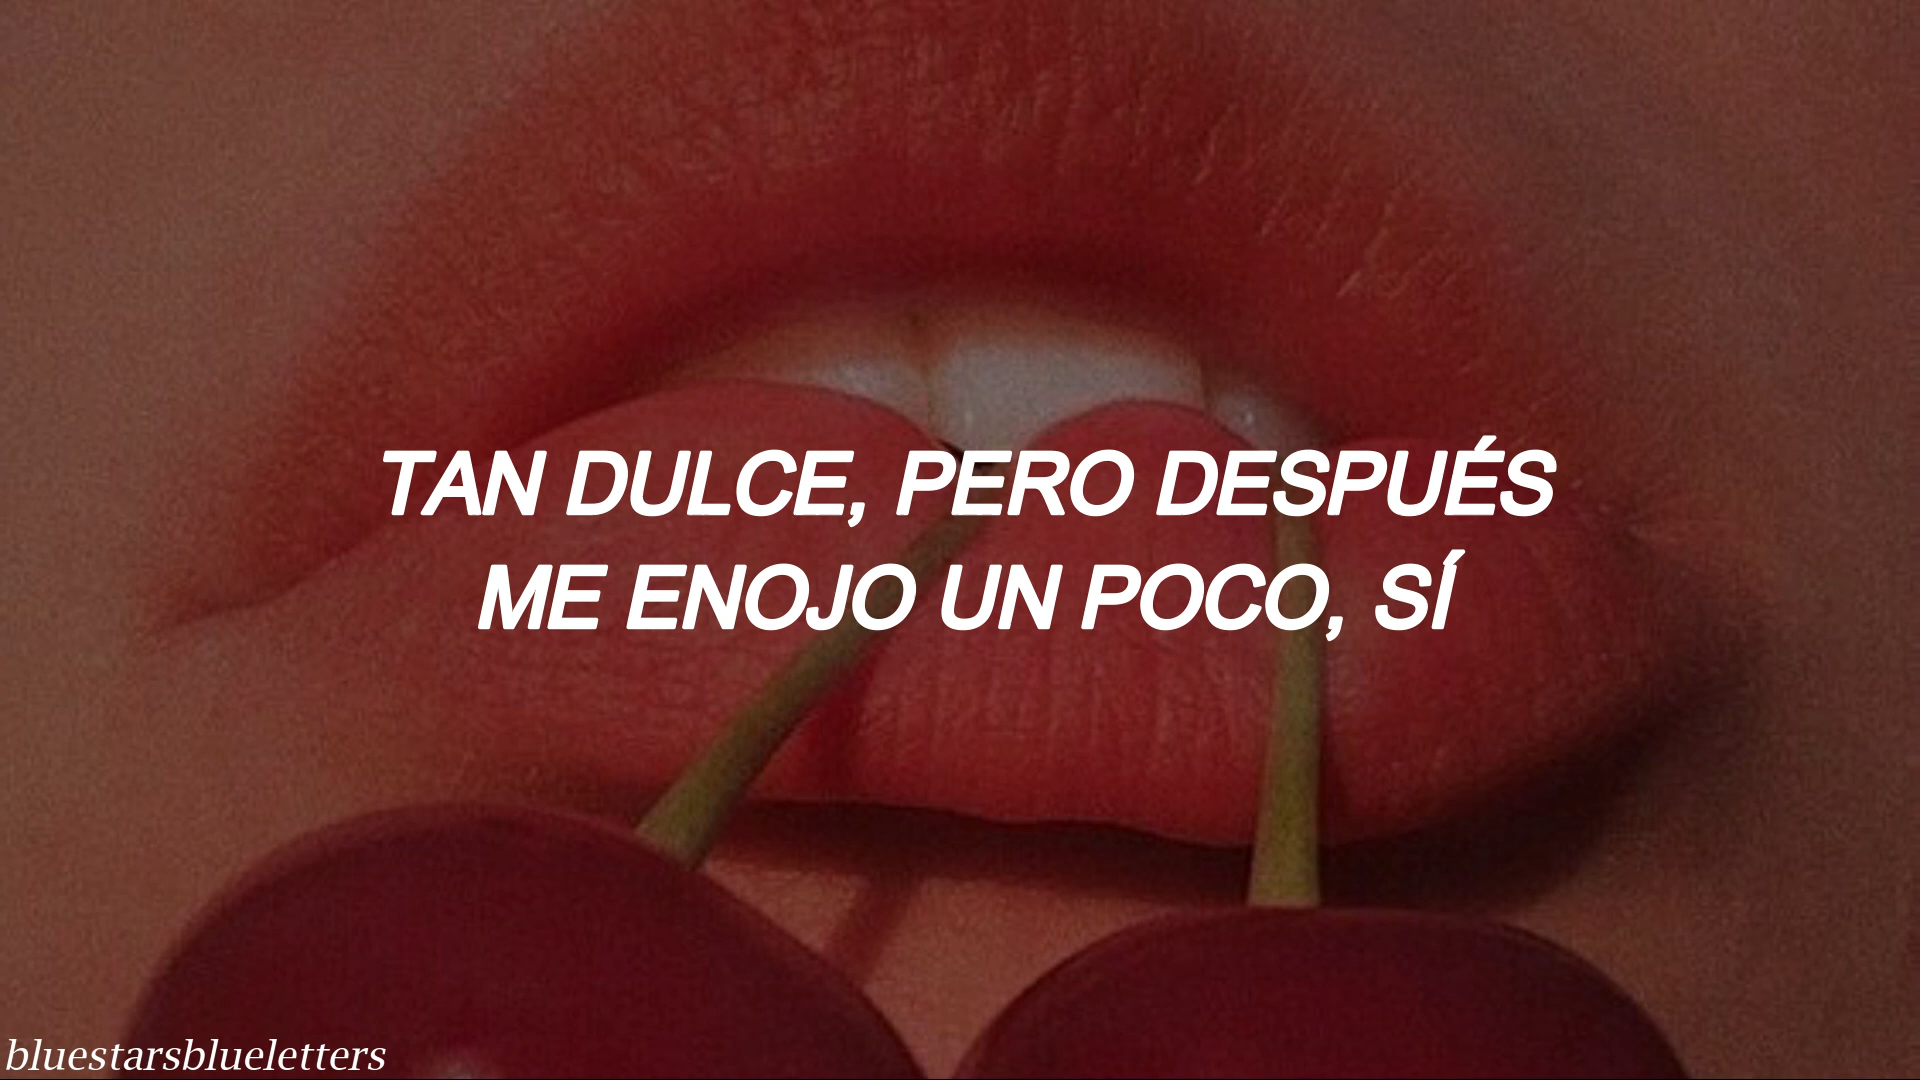 TAN DULCE, PERO DESPUÉS
ME ENOJO UN POCO, SÍ
bluestarsblueletters